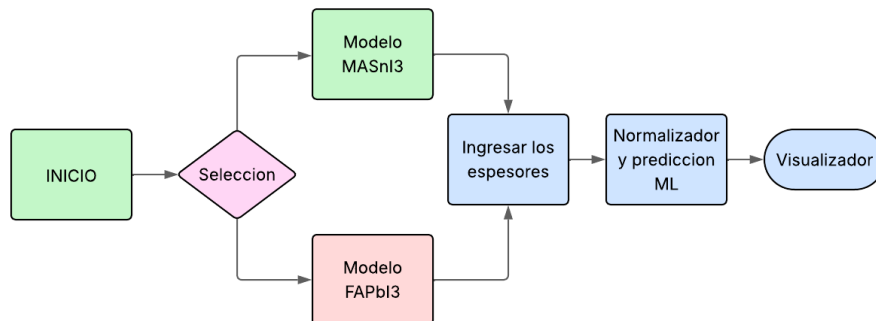 INICIO
Seleccion
Modelo
MASnI3
Modelo
FAPbI3
Ingresar los
espesores
Normalizador
y prediccion
ML
Visualizador